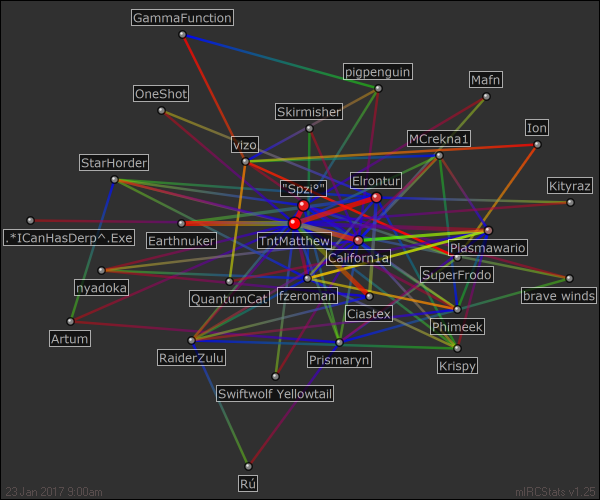 GammaFunction
pigpenguin
Mafn
OneShot
Skirmisher
Ion
MCrekna1
vizo
StarHorder
"Spzi°"
Elrontur
Kityraz
.*ICanHasDerp^.Exe
Earthnuker
TntMatthew
Californ1a
Plasmawario
SuperFrodo
nyadoka
QuantumCat
fzeroman
brave winds
Ciastex
Artum
Phimeek
RaiderZulu
Prismaryn
Krispy
Swiftwolf Yellowtail
Rú
23 Jan 2017 9:00am
mIRCStats v1.25